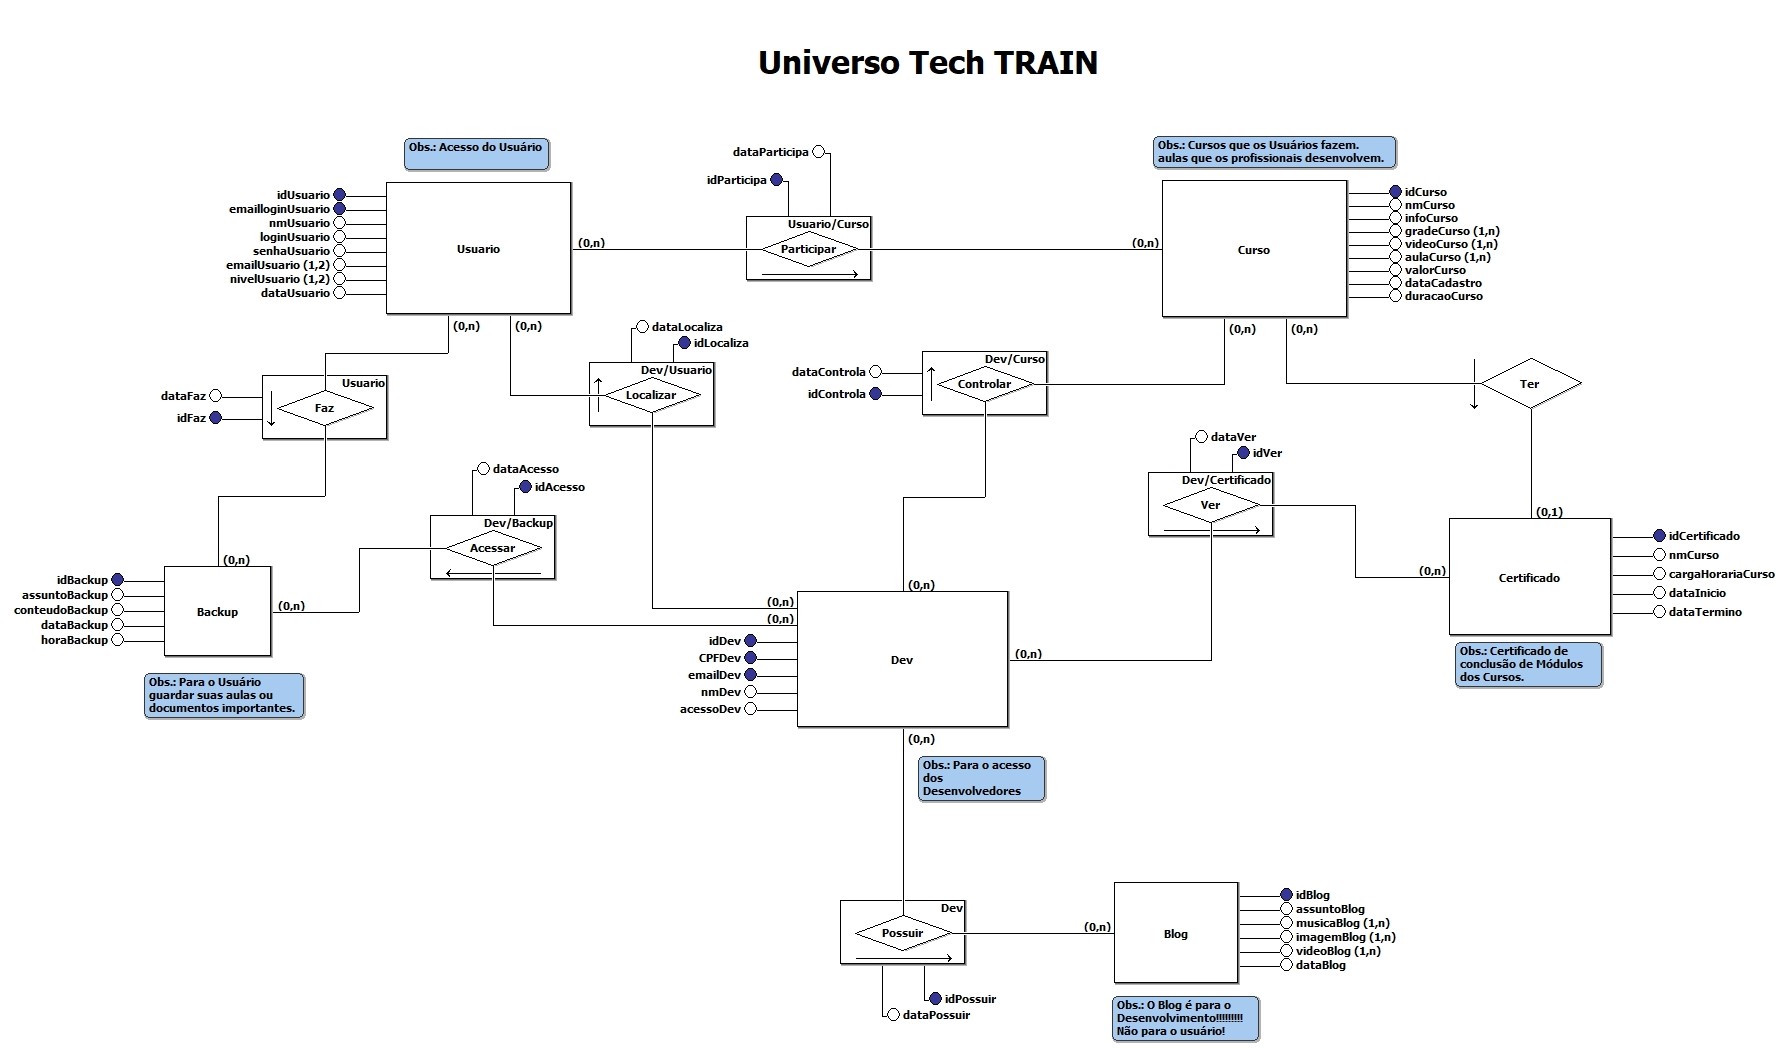 Universo Tech TRAIN
Obs.: Acesso do Usuário
idUsuario
emailloginUsuario
nmUsuario
loginUsuario
senhaUsuario
emailUsuario (1,2)
nivelUsuario (1,2)
dataUsuario
Usuario
(0,n)
(0,n)
(0,n)
dataParticipa
idParticipa
Usuario/Curso
Participar
(0,n)
Obs.: Cursos que os Usuários fazem.
aulas que os profissionais desenvolvem.
Curso
idCurso
nmCurso
infoCurso
gradeCurso (1,n)
videoCurso (1,n)
aulaCurso (1,n)
valorCurso
dataCadastro
duracaoCurso
(0,n)
(0,n)
dataFaz
idFaz
Usuario
Faz
dataLocaliza
idLocaliza
Dev/Usuario
Localizar
dataControla
idControla
Dev/Curso
Controlar
Ter
dataAcesso
idAcesso
Dev/Backup
Acessar
dataVer
idVer
Dev/Certificado
Ver
(0,n)
idBackup
assuntoBackup
conteudoBackup
dataBackup
horaBackup
Backup
(0,n)
Obs.: Para o Usuário
guardar suas aulas ou
documentos importantes.
(0,n)
(0,n)
(0,n)
idDev
CPFDev
emailDev
nmDev
acessoDev
Dev
(0,n)
(0,n)
Obs.: Para o acesso
dos
Desenvolvedores
(0,1)
(0,n)
Certificado
idCertificado
nmCurso
cargaHorariaCurso
dataInicio
dataTermino
Obs.: Certificado de
conclusão de Módulos
dos Cursos.
Dev
Possuir
idPossuir
dataPossuir
(0,n)
Blog
idBlog
assuntoBlog
musicaBlog (1,n)
imagemBlog (1,n)
videoBlog (1,n)
dataBlog
Obs.: O Blog é para o
Desenvolvimento!!!!!!!!!
Não para o usuário!